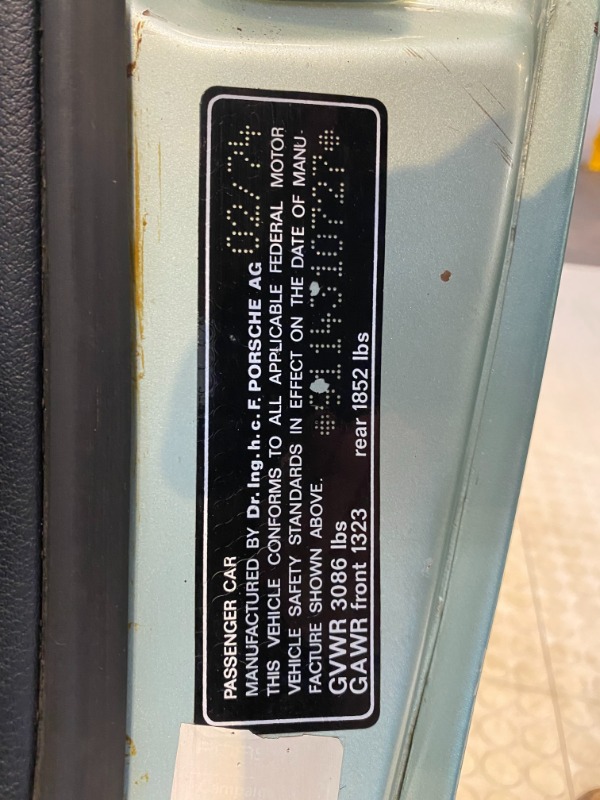 PASSENGER CAR
MANUFACTURED BY Dr. Ing. h. c. F. PORSCHE AG 02/74
THIS VEHICLE CONFORMS TO ALL APPLICABLE FEDERAL MOTOR
VEHICLE SAFETY STANDARDS IN EFFECT ON THE DATE OF MANU-
FACTURE SHOWN ABOVE. *9114310727*
GVWR 3086 lbs
GAWR front 1323 rear 1852 lbs